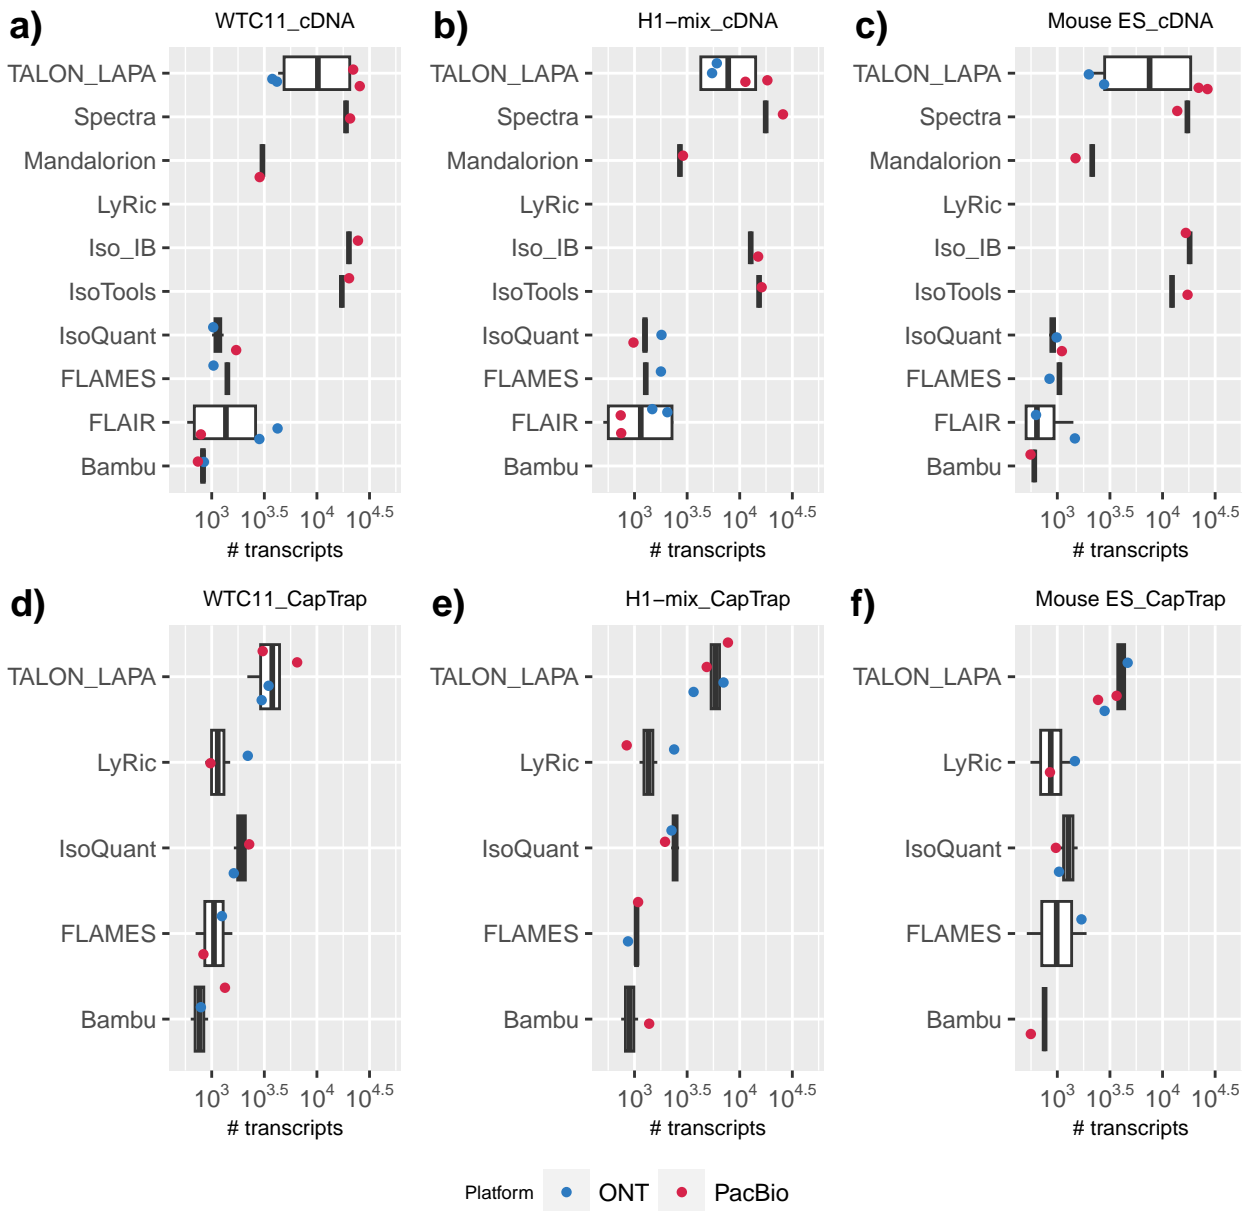 a) WTC11_cDNA
TALON_LAPA
Spectra
Mandalorion
LyRic
Iso_IB
IsoTools
IsoQuant
FLAMES
FLAIR
Bambu
10^3 10^3.5 10^4 10^4.5
# transcripts
b) H1−mix_cDNA
TALON_LAPA
Spectra
Mandalorion
LyRic
Iso_IB
IsoTools
IsoQuant
FLAMES
FLAIR
Bambu
10^3 10^3.5 10^4 10^4.5
# transcripts
c) Mouse ES_cDNA
TALON_LAPA
Spectra
Mandalorion
LyRic
Iso_IB
IsoTools
IsoQuant
FLAMES
FLAIR
Bambu
10^3 10^3.5 10^4 10^4.5
# transcripts
d) WTC11_CapTrap
TALON_LAPA
LyRic
IsoQuant
FLAMES
Bambu
10^3 10^3.5 10^4 10^4.5
# transcripts
e) H1−mix_CapTrap
TALON_LAPA
LyRic
IsoQuant
FLAMES
Bambu
10^3 10^3.5 10^4 10^4.5
# transcripts
f) Mouse ES_CapTrap
TALON_LAPA
LyRic
IsoQuant
FLAMES
Bambu
10^3 10^3.5 10^4 10^4.5
# transcripts
Platform ONT PacBio